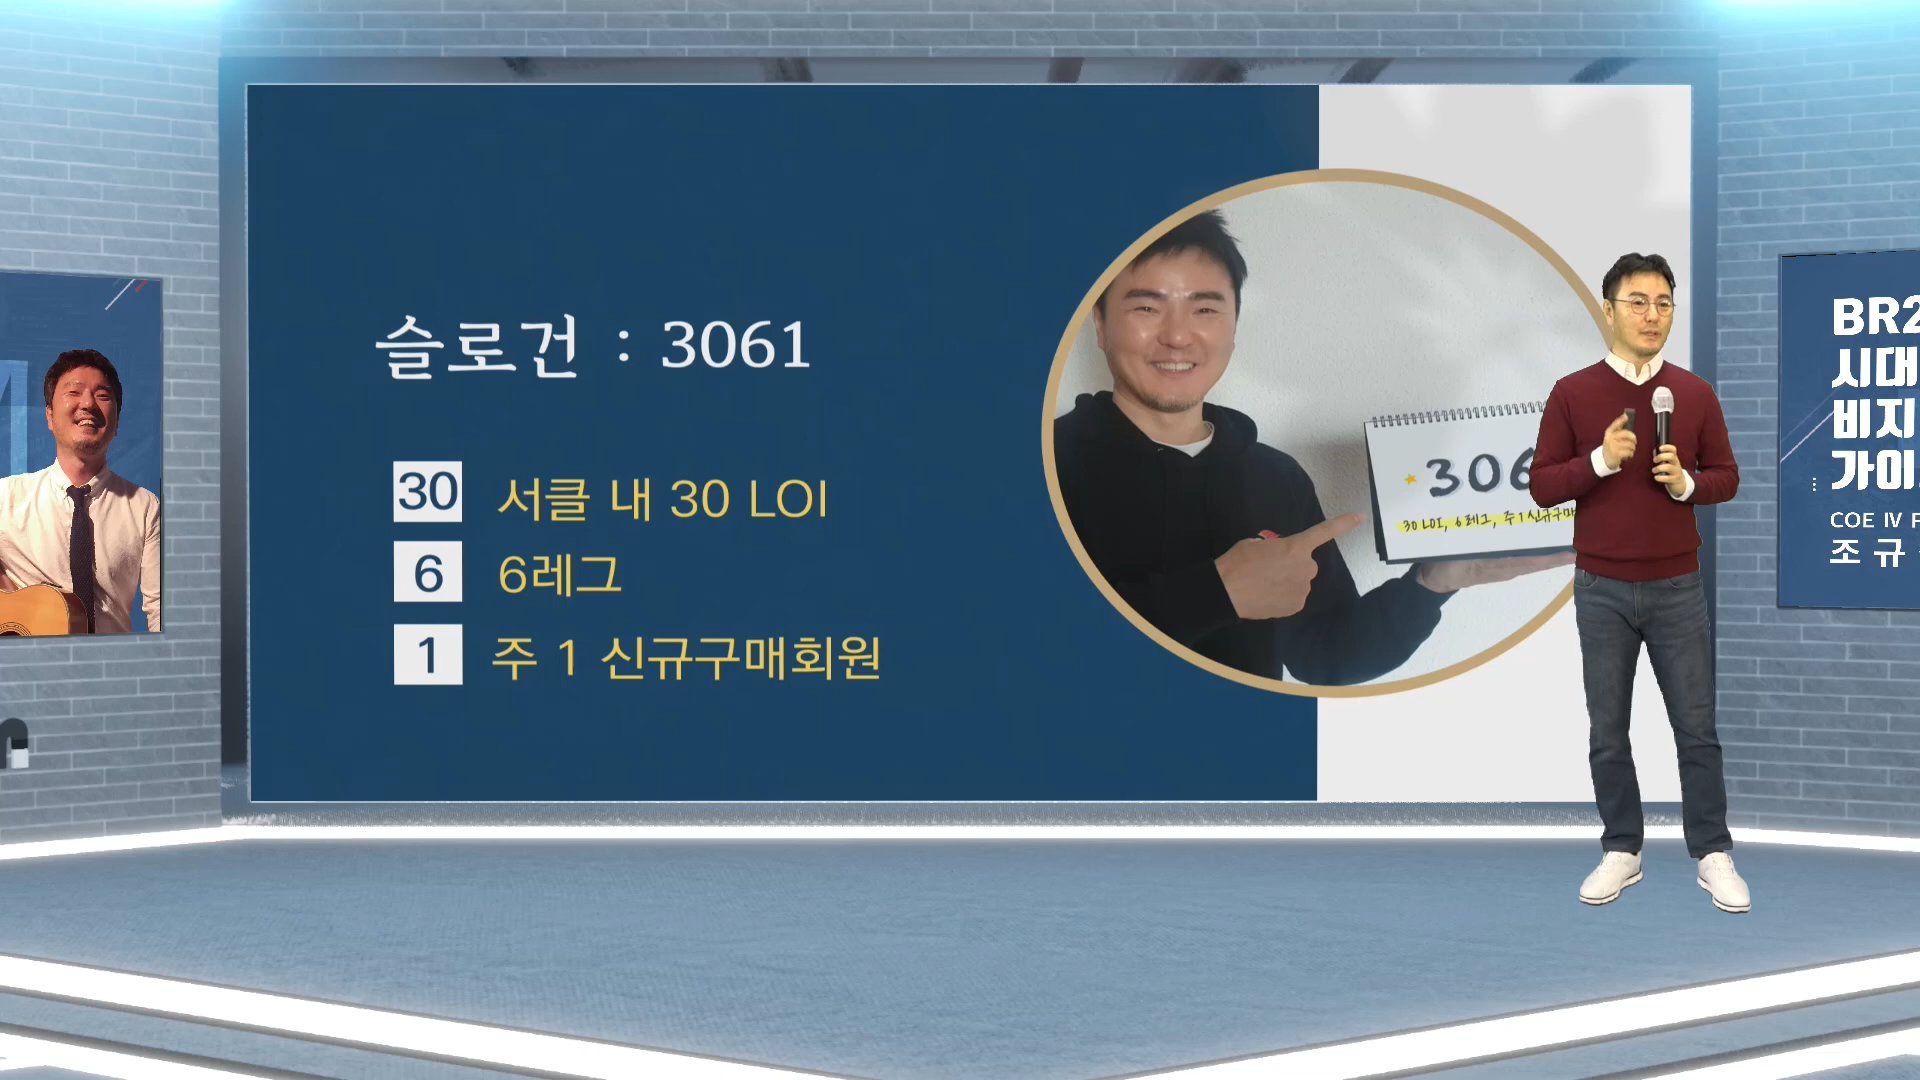 슬로건 : 3061
30 서클 내 30 LOI
6 6레그
1 주 1 신규구매회원
306
30 LOI, 6 레그, 주 1 신규구매
BR2
시대
비지
가이
COE IV
조 규